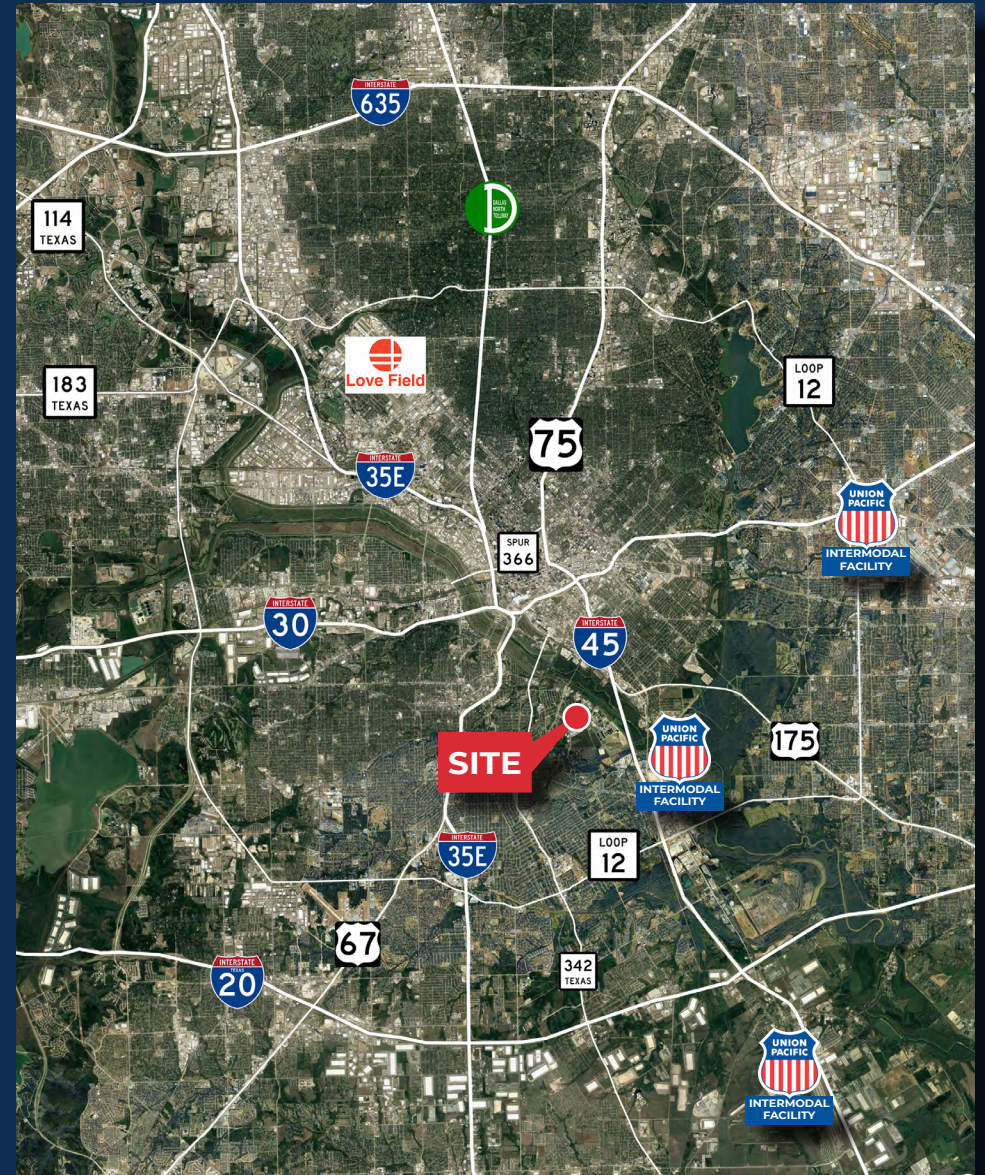 INTERSTATE
635
DALLAS
NORTH
TOLLWAY
114
TEXAS
Love Field
183
TEXAS
LOOP
12
75
INTERSTATE
35E
UNION
PACIFIC
INTERMODAL
FACILITY
SPUR
366
INTERSTATE
30
INTERSTATE
45
SITE
UNION
PACIFIC
INTERMODAL
FACILITY
175
INTERSTATE
35E
LOOP
12
67
INTERSTATE
TEXAS
20
342
TEXAS
UNION
PACIFIC
INTERMODAL
FACILITY